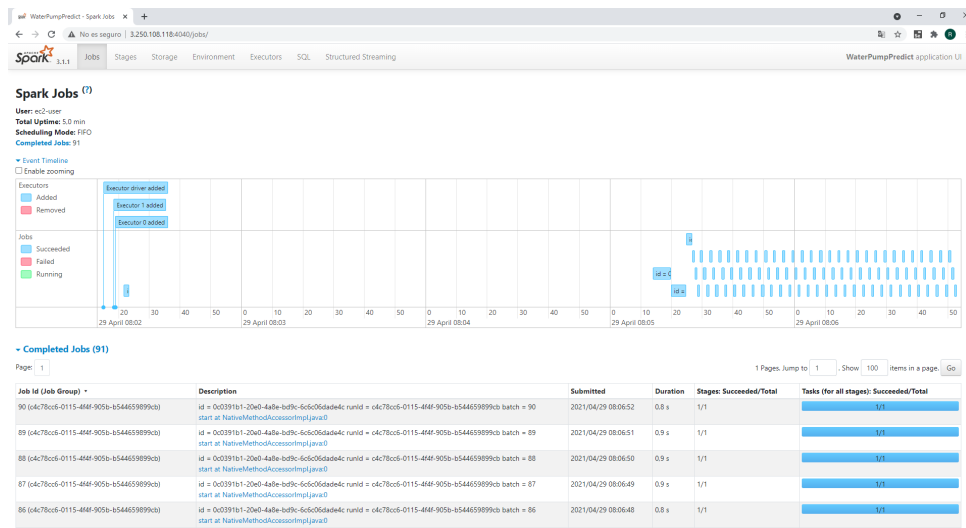 WaterPumpPredict - Spark Jobs
No es seguro 3.250.108.118:4040/jobs/
R
APACHE Spark 3.1.1 Jobs Stages Storage Environment Executors SQL Structured Streaming WaterPumpPredict application UI
Spark Jobs (?)
User: ec2-user
Total Uptime: 5,0 min
Scheduling Mode: FIFO
Completed Jobs: 91
Event Timeline
Enable zooming
Executors
Added
Removed
Executor driver added
Executor 1 added
Executor 0 added
Jobs
Succeeded
Failed
Running
id = 0
id =
20 30 40 50 0 10 20 30 40 50 0 10 20 30 40 50 0 10 20 30 40 50 0 10 20 30 40 50
29 April 08:02 29 April 08:03 29 April 08:04 29 April 08:05 29 April 08:06
Completed Jobs (91)
Page: 1 1 Pages. Jump to 1 . Show 100 items in a page. Go
Job Id (Job Group) Description Submitted Duration Stages: Succeeded/Total Tasks (for all stages): Succeeded/Total
90 (c4c78cc6-0115-4f4f-905b-b544659899cb) id = 0c0391b1-20e0-4a8e-bd9c-6c6c06dade4c runId = c4c78cc6-0115-4f4f-905b-b544659899cb batch = 90 2021/04/29 08:06:52 0.8 s 1/1 1/1
start at NativeMethodAccessorImpl.java:0
89 (c4c78cc6-0115-4f4f-905b-b544659899cb) id = 0c0391b1-20e0-4a8e-bd9c-6c6c06dade4c runId = c4c78cc6-0115-4f4f-905b-b544659899cb batch = 89 2021/04/29 08:06:51 0.9 s 1/1 1/1
start at NativeMethodAccessorImpl.java:0
88 (c4c78cc6-0115-4f4f-905b-b544659899cb) id = 0c0391b1-20e0-4a8e-bd9c-6c6c06dade4c runId = c4c78cc6-0115-4f4f-905b-b544659899cb batch = 88 2021/04/29 08:06:50 0.9 s 1/1 1/1
start at NativeMethodAccessorImpl.java:0
87 (c4c78cc6-0115-4f4f-905b-b544659899cb) id = 0c0391b1-20e0-4a8e-bd9c-6c6c06dade4c runId = c4c78cc6-0115-4f4f-905b-b544659899cb batch = 87 2021/04/29 08:06:49 0.9 s 1/1 1/1
start at NativeMethodAccessorImpl.java:0
86 (c4c78cc6-0115-4f4f-905b-b544659899cb) id = 0c0391b1-20e0-4a8e-bd9c-6c6c06dade4c runId = c4c78cc6-0115-4f4f-905b-b544659899cb batch = 86 2021/04/29 08:06:48 0.8 s 1/1 1/1
start at NativeMethodAccessorImpl.java:0